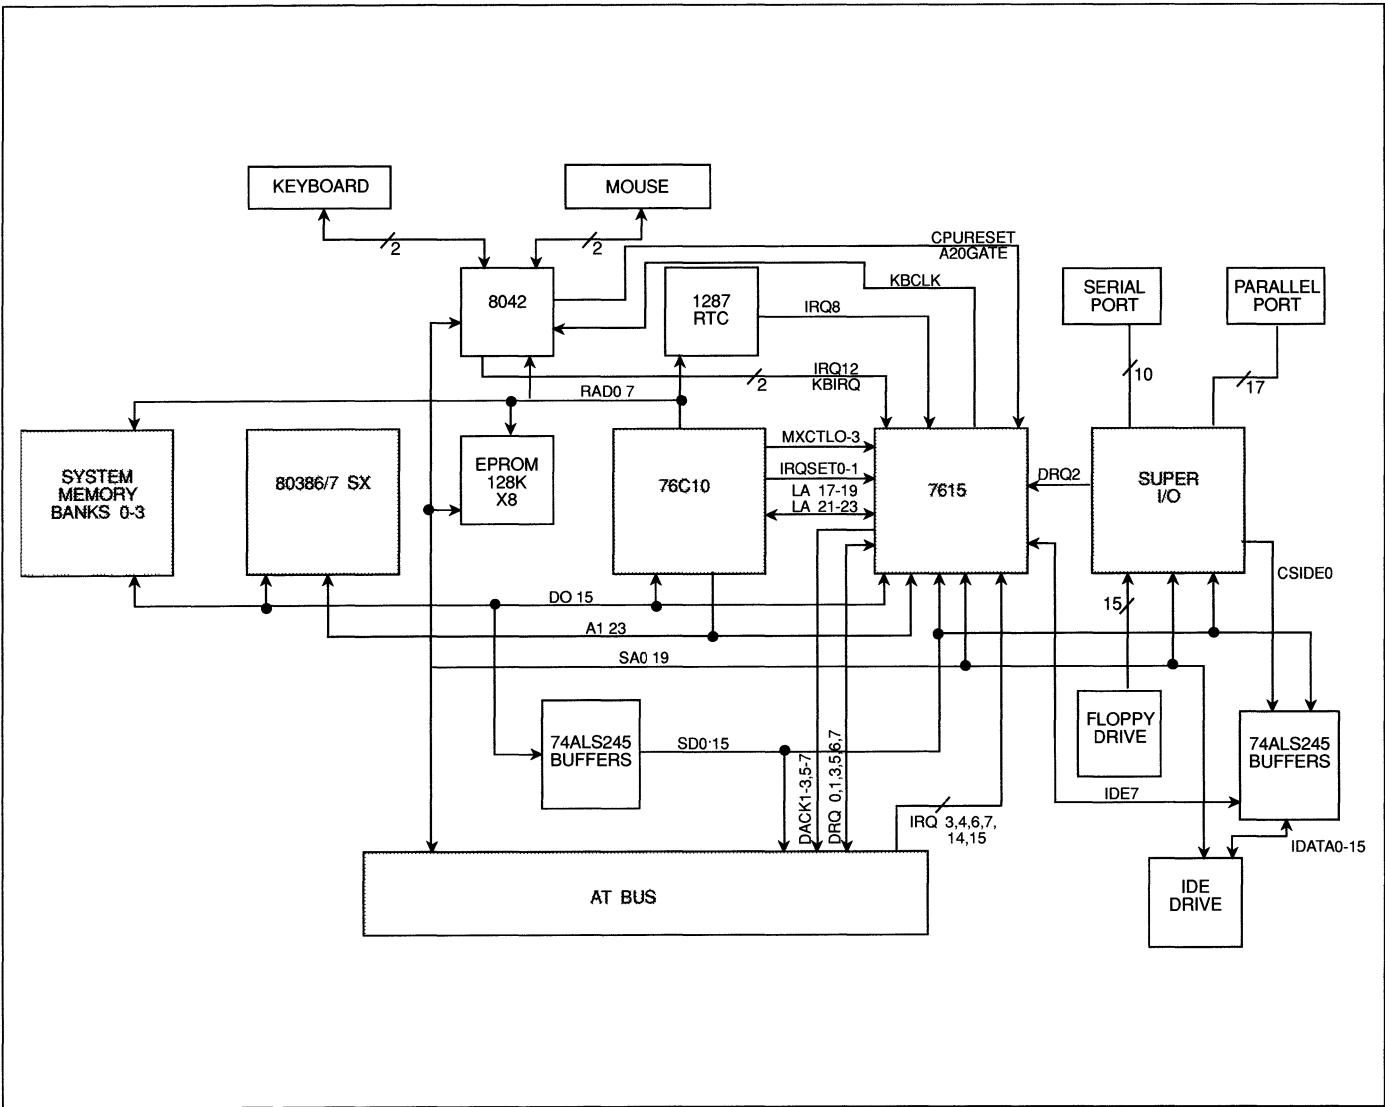 KEYBOARD
MOUSE
2
2
CPURESET
A20GATE
KBCLK
8042
1287
RTC
IRQ8
SERIAL
PORT
PARALLEL
PORT
10
17
IRQ12
KBIRQ
2
RAD0 7
SYSTEM
MEMORY
BANKS 0-3
80386/7 SX
EPROM
128K
X8
76C10
MXCTLO-3
IRQSET0-1
LA 17-19
LA 21-23
7615
DRQ2
SUPER
I/O
CSIDE0
DO 15
15
A1 23
SA0 19
74ALS245
BUFFERS
SD0·15
DACK1-3,5-7
DRQ 0,1,3,5,6,7
FLOPPY
DRIVE
74ALS245
BUFFERS
IDE7
IRQ 3,4,6,7,
14,15
IDATA0-15
AT BUS
IDE
DRIVE